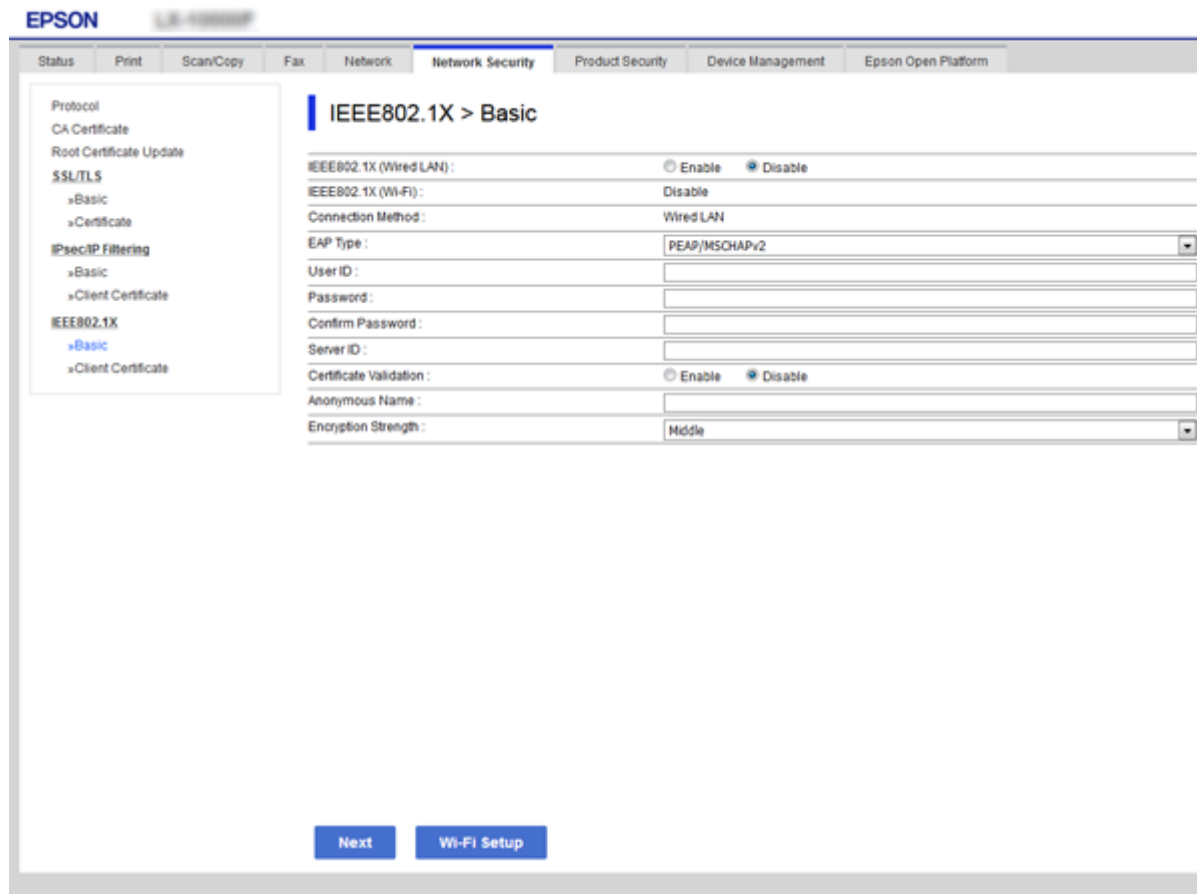 EPSON
Status Print Scan/Copy Fax Network Network Security Product Security Device Management Epson Open Platform
Protocol
CA Certificate
Root Certificate Update
SSL/TLS
»Basic
»Certificate
IPsec/IP Filtering
»Basic
»Client Certificate
IEEE802.1X
»Basic
»Client Certificate
IEEE802.1X > Basic
IEEE802.1X (Wired LAN) : Enable Disable
IEEE802.1X (Wi-Fi) : Disable
Connection Method : Wired LAN
EAP Type : PEAP/MSCHAPv2
User ID :
Password :
Confirm Password :
Server ID :
Certificate Validation : Enable Disable
Anonymous Name :
Encryption Strength : Middle
Next Wi-Fi Setup